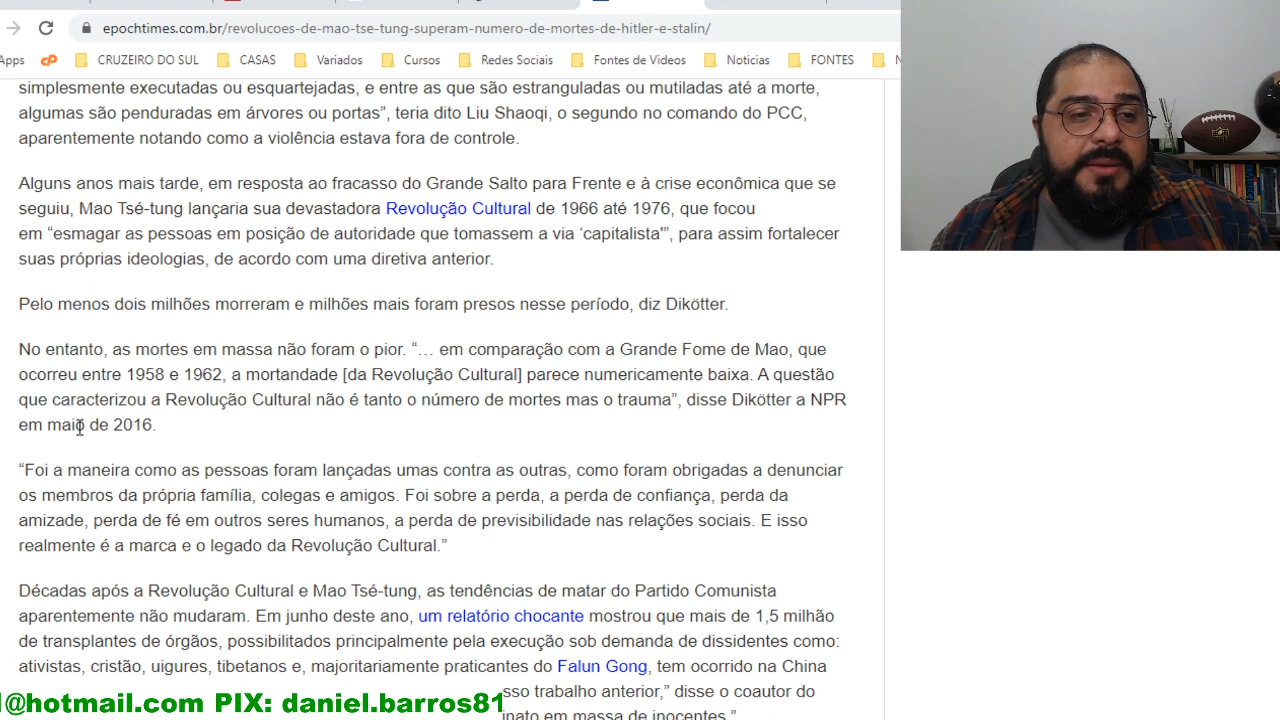 epochtimes.com.br/revolucoes-de-mao-tse-tung-superam-numero-de-mortes-de-hitler-e-stalin/
Apps CRUZEIRO DO SUL CASAS Variados Cursos Redes Sociais Fontes de Vídeos Noticias FONTES
simplesmente executadas ou esquartejadas, e entre as que são estranguladas ou mutiladas até a morte,
algumas são penduradas em árvores ou portas”, teria dito Liu Shaoqi, o segundo no comando do PCC,
aparentemente notando como a violência estava fora de controle.
Alguns anos mais tarde, em resposta ao fracasso do Grande Salto para Frente e à crise econômica que se
seguiu, Mao Tsé-tung lançaria sua devastadora Revolução Cultural de 1966 até 1976, que focou
em “esmagar as pessoas em posição de autoridade que tomassem a via ‘capitalista'”, para assim fortalecer
suas próprias ideologias, de acordo com uma diretiva anterior.
Pelo menos dois milhões morreram e milhões mais foram presos nesse período, diz Dikötter.
No entanto, as mortes em massa não foram o pior. “… em comparação com a Grande Fome de Mao, que
ocorreu entre 1958 e 1962, a mortandade [da Revolução Cultural] parece numericamente baixa. A questão
que caracterizou a Revolução Cultural não é tanto o número de mortes mas o trauma”, disse Dikötter a NPR
em maio de 2016.
“Foi a maneira como as pessoas foram lançadas umas contra as outras, como foram obrigadas a denunciar
os membros da própria família, colegas e amigos. Foi sobre a perda, a perda de confiança, perda da
amizade, perda de fé em outros seres humanos, a perda de previsibilidade nas relações sociais. E isso
realmente é a marca e o legado da Revolução Cultural.”
Décadas após a Revolução Cultural e Mao Tsé-tung, as tendências de matar do Partido Comunista
aparentemente não mudaram. Em junho deste ano, um relatório chocante mostrou que mais de 1,5 milhão
de transplantes de órgãos, possibilitados principalmente pela execução sob demanda de dissidentes como:
ativistas, cristão, uigures, tibetanos e, majoritariamente praticantes do Falun Gong, tem ocorrido na China
sso trabalho anterior,” disse o coautor do
@hotmail.com PIX: daniel.barros81
inato em massa de inocentes.”